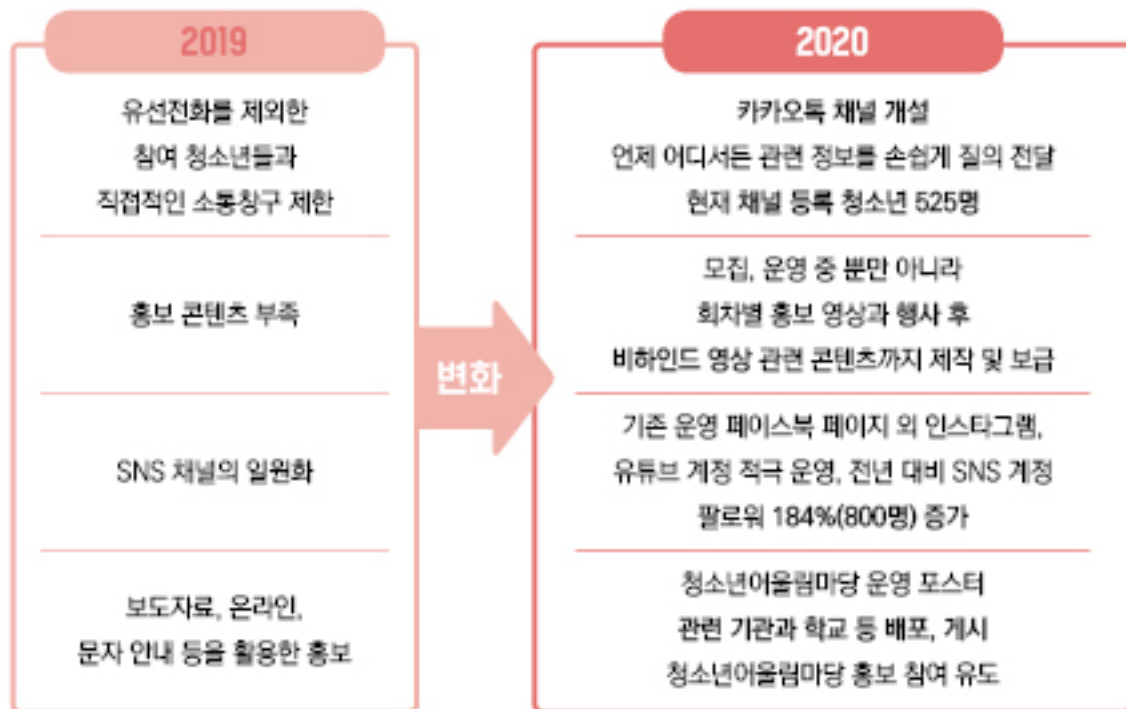 2019
유선전화를 제외한
참여 청소년들과
직접적인 소통창구 제한
홍보 콘텐츠 부족
SNS 채널의 일원화
보도자료, 온라인,
문자 안내 등을 활용한 홍보
변화
2020
카카오톡 채널 개설
언제 어디서든 관련 정보를 손쉽게 질의 전달
현재 채널 등록 청소년 525명
모집, 운영 중 뿐만 아니라
회차별 홍보 영상과 행사 후
비하인드 영상 관련 콘텐츠까지 제작 및 보급
기존 운영 페이스북 페이지 외 인스타그램,
유튜브 계정 적극 운영, 전년 대비 SNS 계정
팔로워 184%(800명) 증가
청소년어울림마당 운영 포스터
관련 기관과 학교 등 배포, 게시
청소년어울림마당 홍보 참여 유도